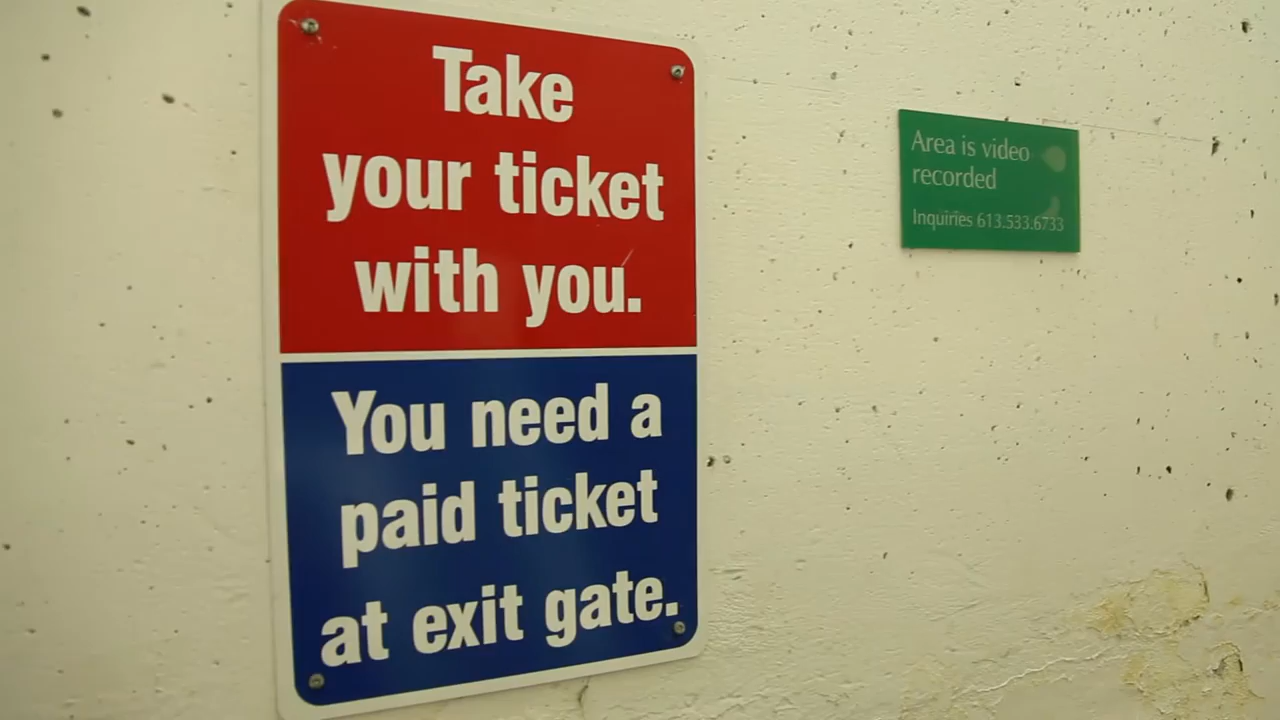 Take
your ticket
with you.
You need a
paid ticket
at exit gate.
Area is video
recorded
Inquiries 613.533.6733